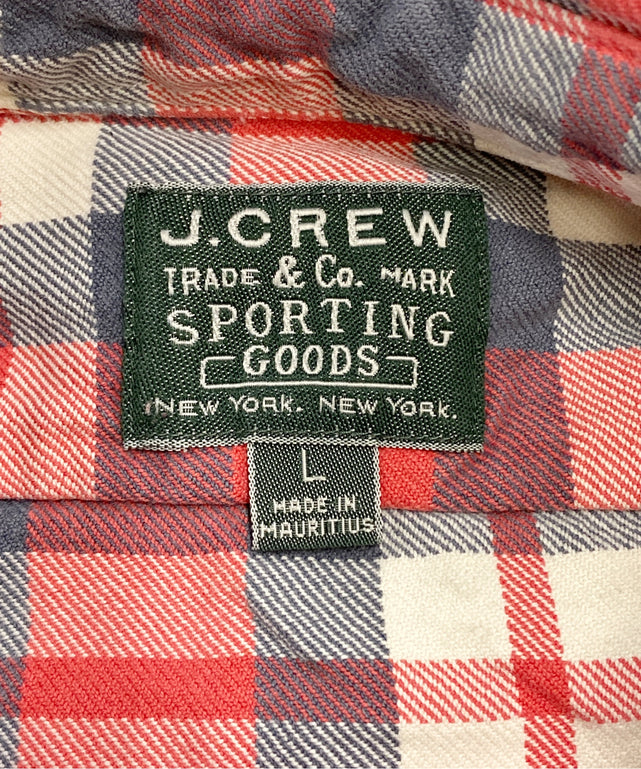 J.CREW
TRADE & Co. MARK
SPORTING
GOODS
NEW YORK. NEW YORK.
L
MADE IN
MAURITIUS